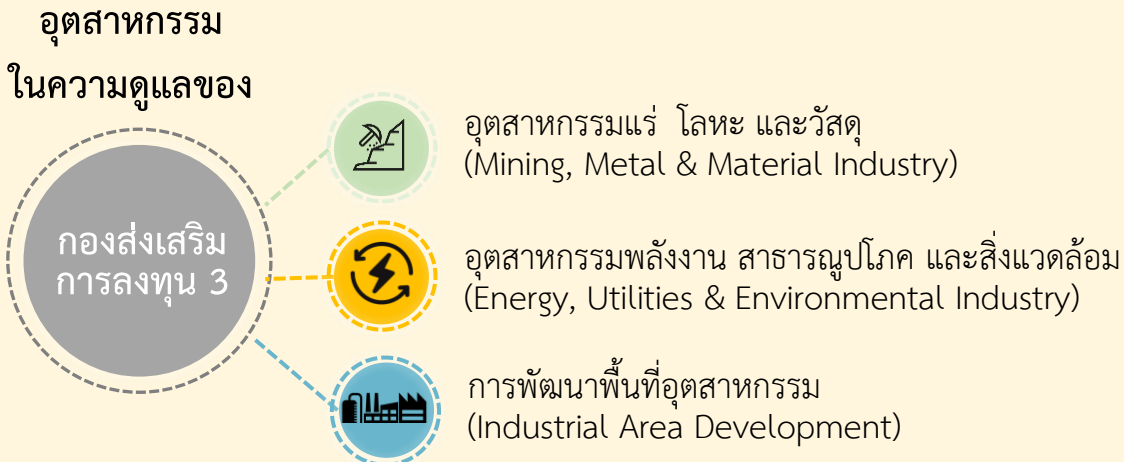 อุตสาหกรรม
ในความดูแลของ
กองส่งเสริม
การลงทุน 3
อุตสาหกรรมแร่ โลหะ และวัสดุ
(Mining, Metal & Material Industry)
อุตสาหกรรมพลังงาน สาธารณูปโภค และสิ่งแวดล้อม
(Energy, Utilities & Environmental Industry)
การพัฒนาพื้นที่อุตสาหกรรม
(Industrial Area Development)